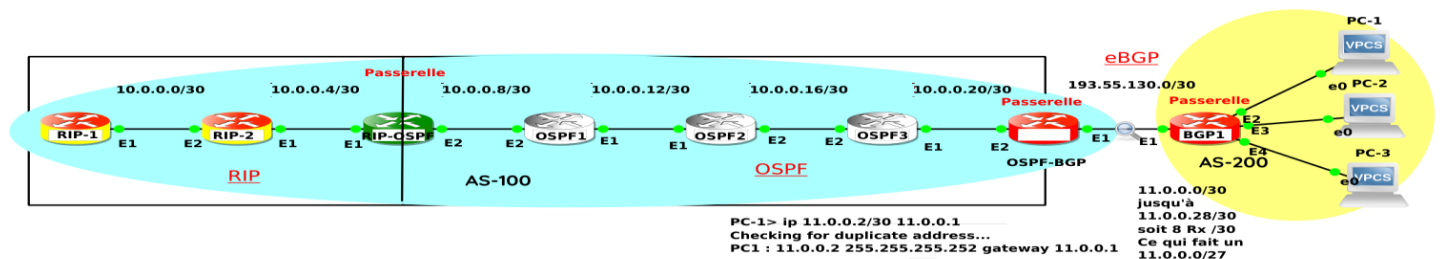 PC-1
VPCS
eBGP
193.55.130.0/30
Passerelle
10.0.0.0/30
10.0.0.4/30
10.0.0.8/30
10.0.0.12/30
10.0.0.16/30
10.0.0.20/30
e0
PC-2
Passerelle
Passerelle
VPCS
RIP-1
RIP-2
RIP-OSPF
OSPF1
OSPF2
OSPF3
BGP1
E2
E3
e0
E1
E2
E1
E1
E2
E1
E2
E1
E2
E1
E2
E1
E1
E4
PC-3
OSPF-BGP
AS-200
RIP
AS-100
OSPF
e0
VPCS
11.0.0.0/30
jusqu'à
11.0.0.28/30
soit 8 Rx /30
Ce qui fait un
11.0.0.0/27
PC-1> ip 11.0.0.2/30 11.0.0.1
Checking for duplicate address...
PC1 : 11.0.0.2 255.255.255.252 gateway 11.0.0.1